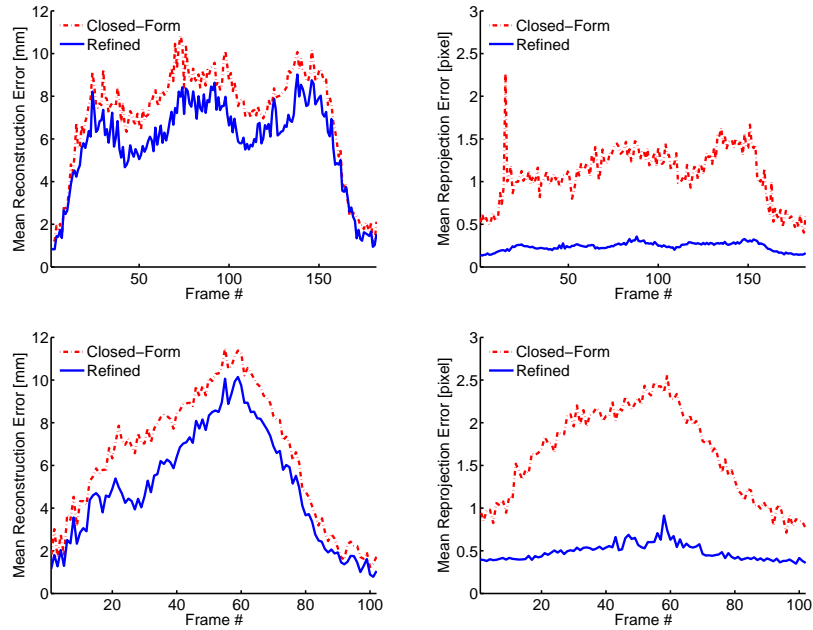 Mean Reconstruction Error [mm]
12
10
8
6
4
2
0
50
100
150
Frame #
Closed-Form
Refined
Mean Reprojection Error [pixel]
3
2.5
2
1.5
1
0.5
0
50
100
150
Frame #
Closed-Form
Refined
Mean Reconstruction Error [mm]
12
10
8
6
4
2
0
20
40
60
80
100
Frame #
Closed-Form
Refined
Mean Reprojection Error [pixel]
3
2.5
2
1.5
1
0.5
0
20
40
60
80
100
Frame #
Closed-Form
Refined